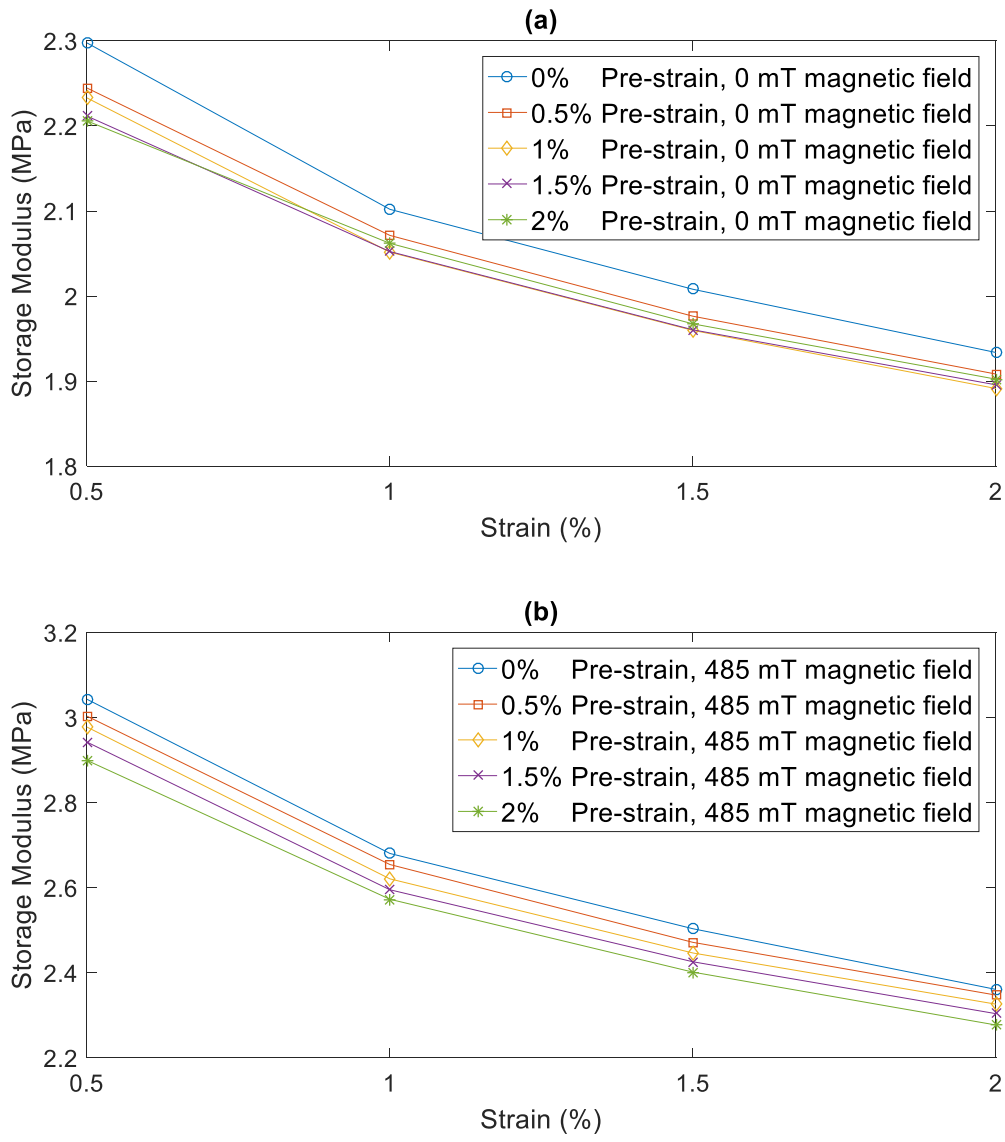 (a)
2.3
2.2
2.1
2
1.9
1.8
Storage Modulus (MPa)
0% Pre-strain, 0 mT magnetic field
0.5% Pre-strain, 0 mT magnetic field
1% Pre-strain, 0 mT magnetic field
1.5% Pre-strain, 0 mT magnetic field
2% Pre-strain, 0 mT magnetic field
0.5 1 1.5 2
Strain (%)
(b)
3.2
3
2.8
2.6
2.4
2.2
Storage Modulus (MPa)
0% Pre-strain, 485 mT magnetic field
0.5% Pre-strain, 485 mT magnetic field
1% Pre-strain, 485 mT magnetic field
1.5% Pre-strain, 485 mT magnetic field
2% Pre-strain, 485 mT magnetic field
0.5 1 1.5 2
Strain (%)